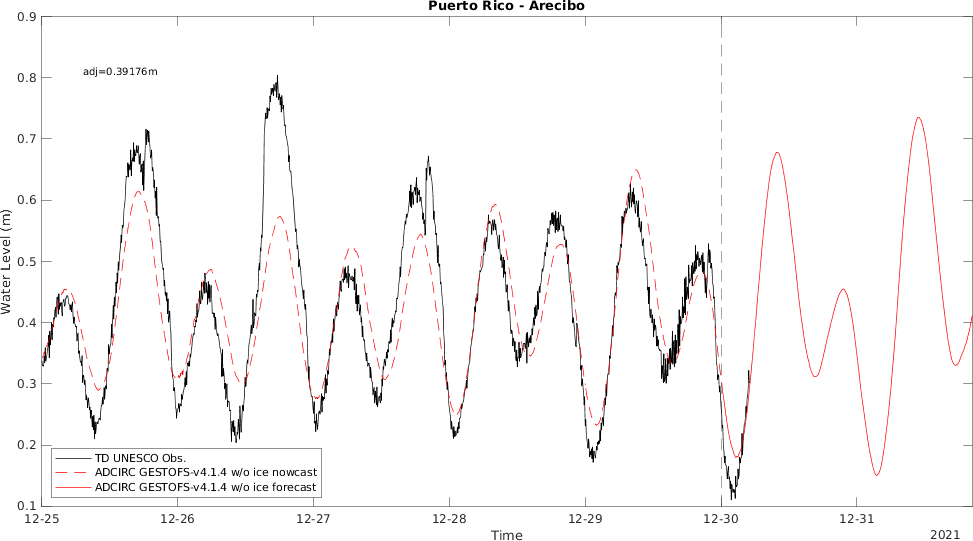 Puerto Rico - Arecibo
0.9
0.8
0.7
0.6
0.5
0.4
0.3
0.2
0.1
Water Level (m)
adj=0.39176m
TD UNESCO Obs.
ADCIRC GESTOFS-v4.1.4 w/o ice nowcast
ADCIRC GESTOFS-v4.1.4 w/o ice forecast
12-25 12-26 12-27 12-28 12-29 12-30 12-31
Time
2021